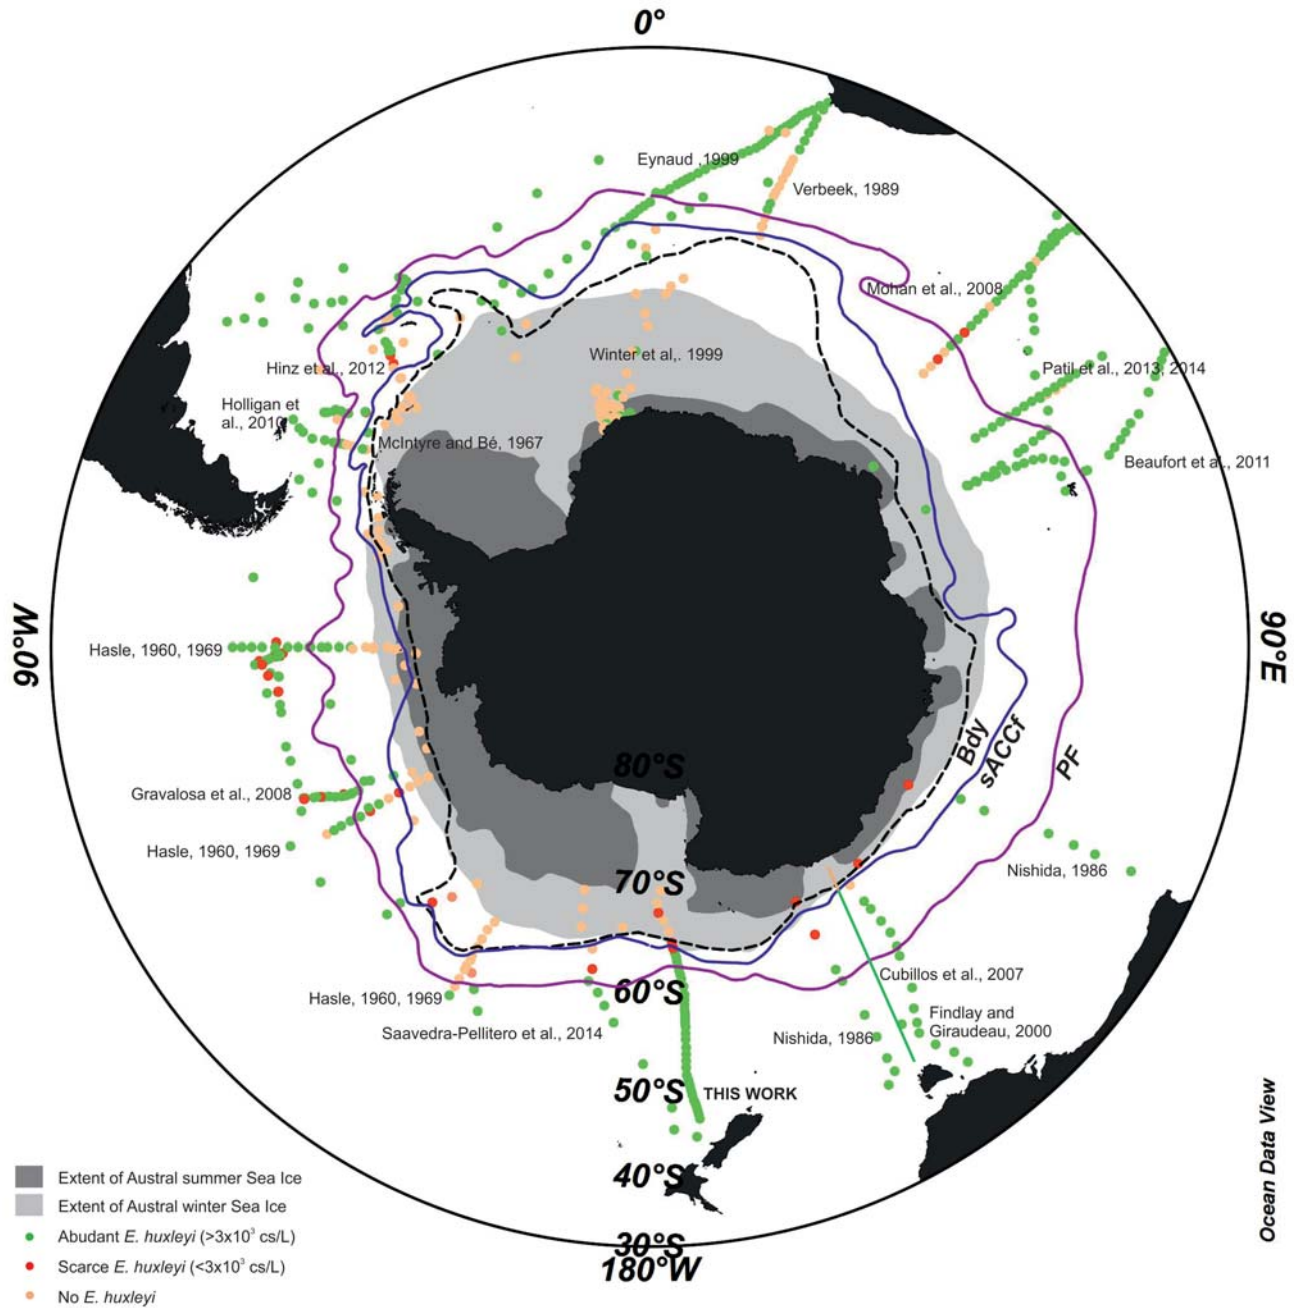 0°
Eynaud ,1999
Verbeek, 1989
Mohan et al., 2008
Winter et al,. 1999
Hinz et al., 2012
Patil et al., 2013, 2014
Holligan et
al., 2010
McIntyre and Bé, 1967
Beaufort et al., 2011
90°W
90°E
Hasle, 1960, 1969
Bdy
sACCf
PF
80°S
Gravalosa et al., 2008
Hasle, 1960, 1969
70°S
Nishida, 1986
Cubillos et al., 2007
60°S
Hasle, 1960, 1969
Findlay and
Giraudeau, 2000
Saavedra-Pellitero et al., 2014
Nishida, 1986
50°S
THIS WORK
40°S
30°S
180°W
Ocean Data View
Extent of Austral summer Sea Ice
Extent of Austral winter Sea Ice
Abudant E. huxleyi (>3x10³ cs/L)
Scarce E. huxleyi (<3x10³ cs/L)
No E. huxleyi